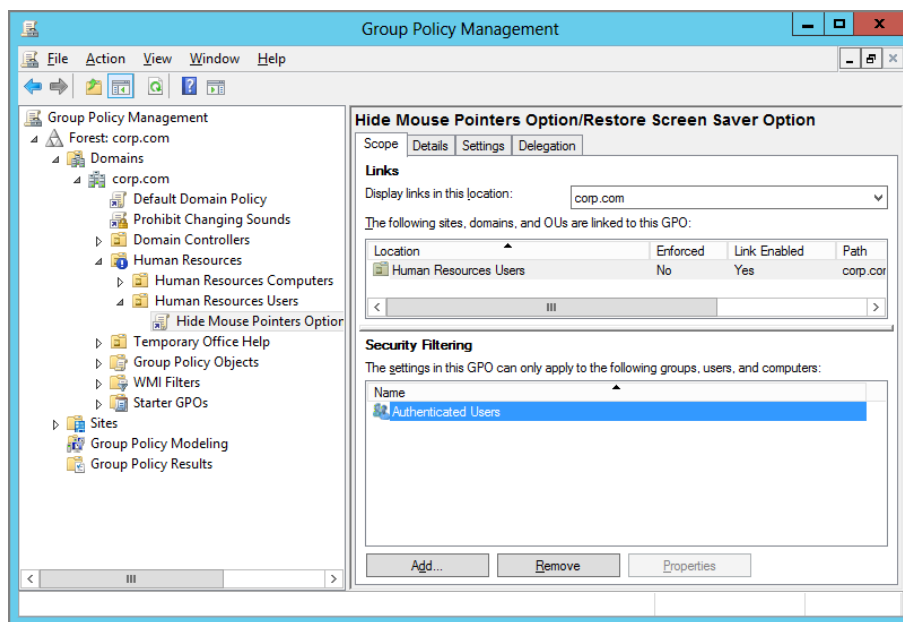 Group Policy Management
File Action View Window Help
Group Policy Management
Forest: corp.com
Domains
corp.com
Default Domain Policy
Prohibit Changing Sounds
Domain Controllers
Human Resources
Human Resources Computers
Human Resources Users
Hide Mouse Pointers Option
Temporary Office Help
Group Policy Objects
WMI Filters
Starter GPOs
Sites
Group Policy Modeling
Group Policy Results
Hide Mouse Pointers Option/Restore Screen Saver Option
Scope Details Settings Delegation
Links
Display links in this location: corp.com
The following sites, domains, and OUs are linked to this GPO:
Location Enforced Link Enabled Path
Human Resources Users No Yes corp.cor
Security Filtering
The settings in this GPO can only apply to the following groups, users, and computers:
Name
Authenticated Users
Add... Remove Properties